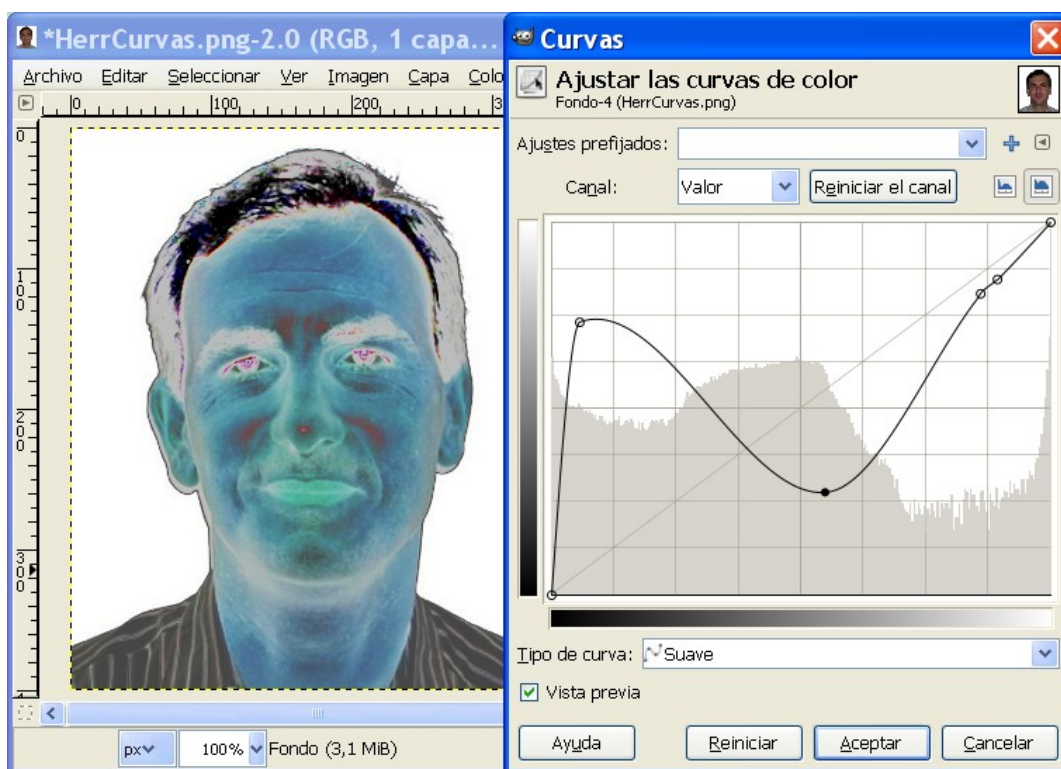 *HerrCurvas.png-2.0 (RGB, 1 capa...
Archivo Editar Seleccionar Ver Imagen Capa Colo
0 100 200 3
0
100
200
300
px 100% Fondo (3,1 MiB)
Curvas
Ajustar las curvas de color
Fondo-4 (HerrCurvas.png)
Ajustes prefijados:
Canal: Valor Reiniciar el canal
Tipo de curva: Suave
Vista previa
Ayuda Reiniciar Aceptar Cancelar